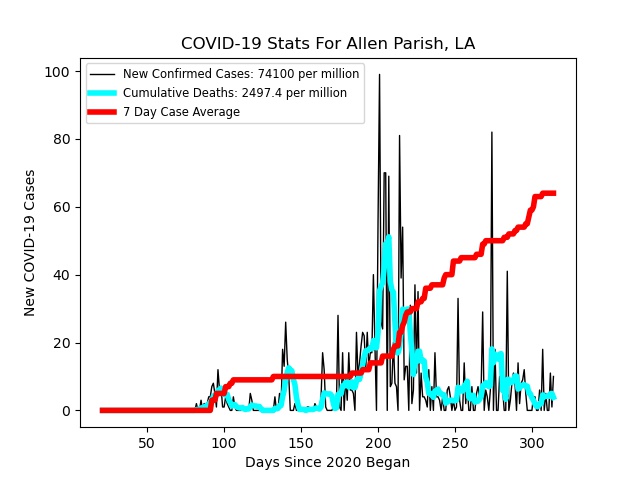 COVID-19 Stats For Allen Parish, LA
New Confirmed Cases: 74100 per million
Cumulative Deaths: 2497.4 per million
7 Day Case Average
New COVID-19 Cases
100
80
60
40
20
0
50 100 150 200 250 300
Days Since 2020 Began